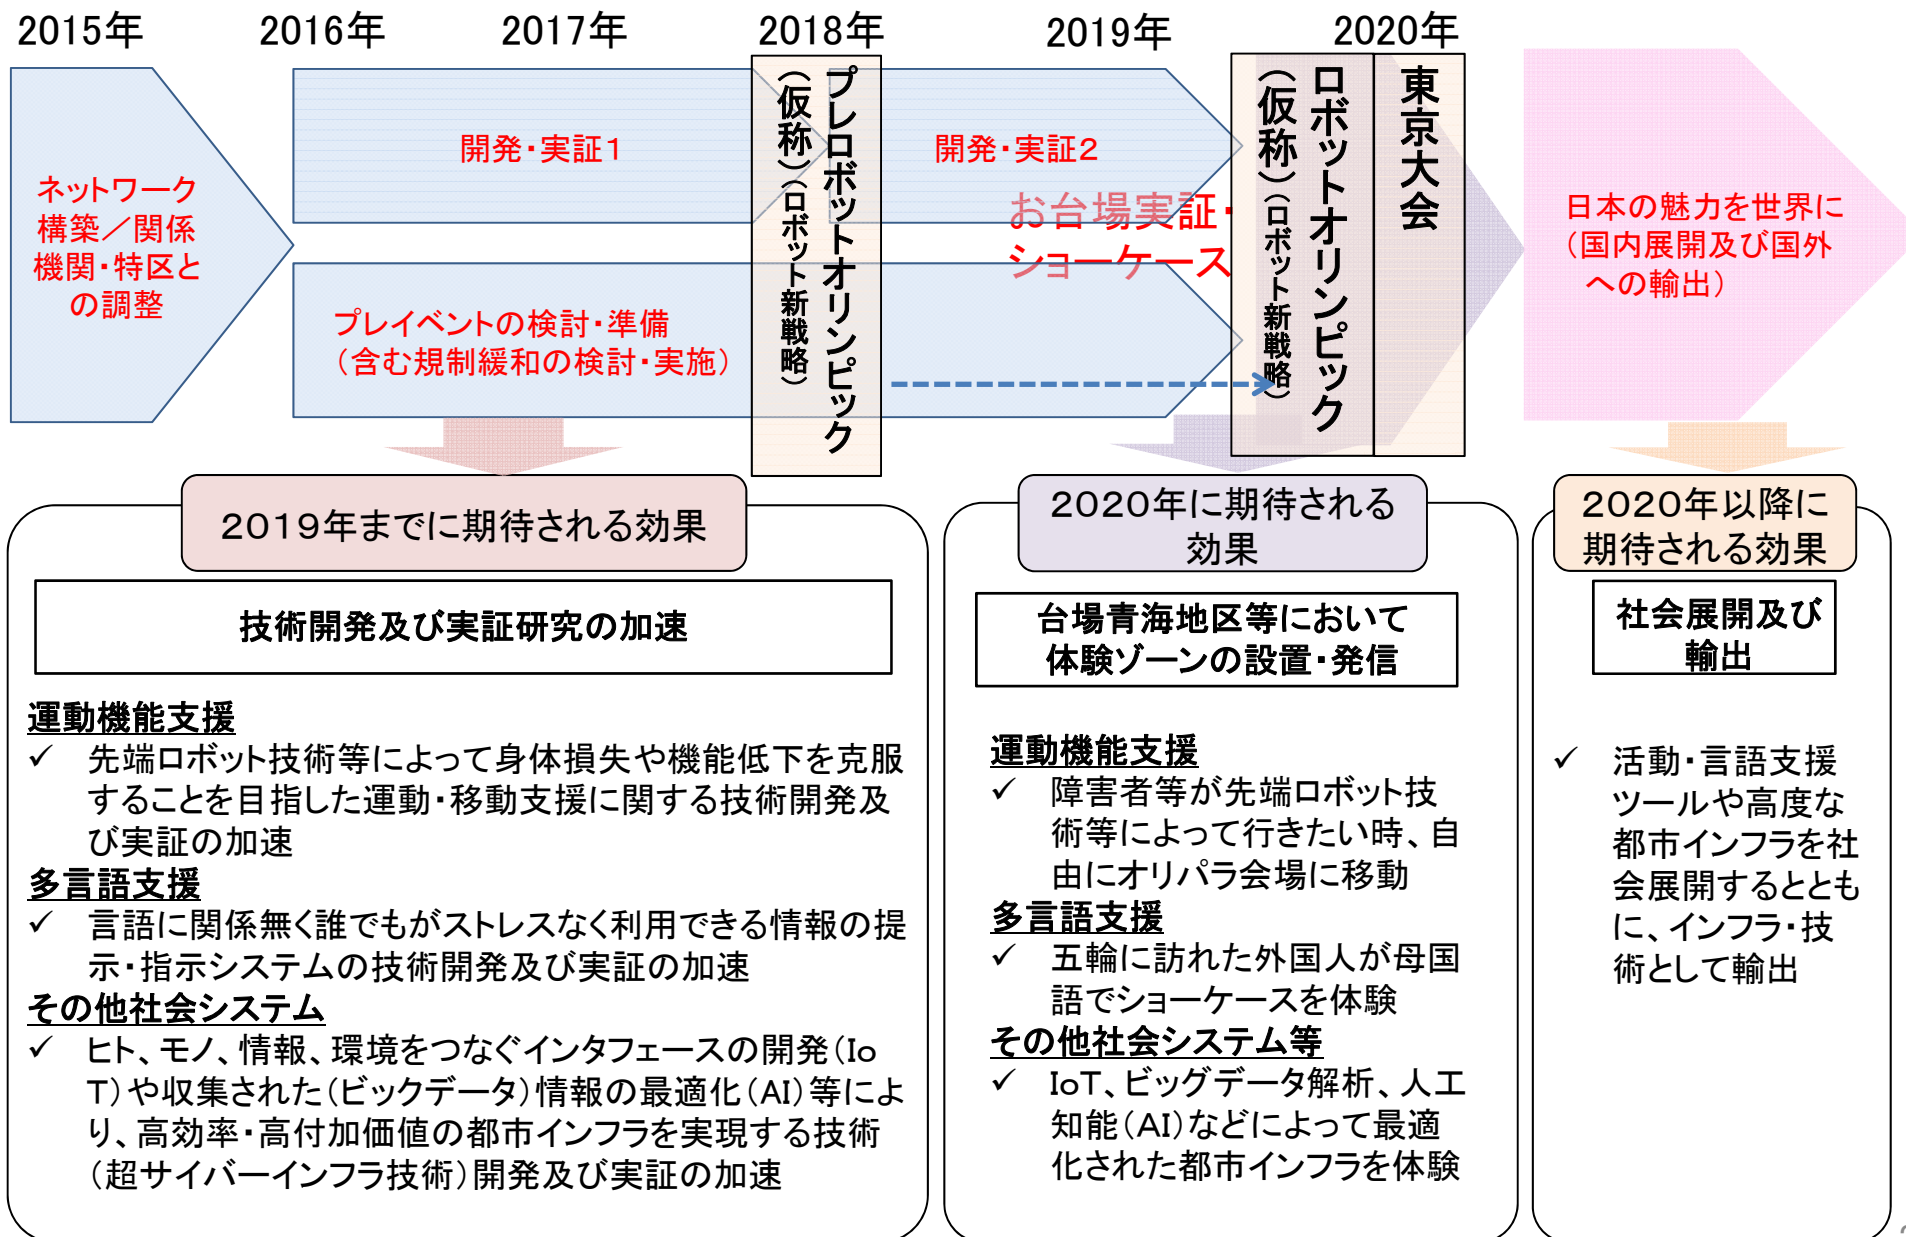 2015年
2016年
2017年
2018年
2019年
2020年
ネットワーク
構築／関係
機関・特区と
の調整
開発・実証１
プレイベントの検討・準備
（含む規制緩和の検討・実施）
プレロボットオリンピック
（仮称）（ロボット新戦略）
開発・実証２
お台場実証・
ショーケース
ロボットオリンピック
（仮称）（ロボット新戦略）
東京大会
日本の魅力を世界に
（国内展開及び国外
への輸出）
２０１９年までに期待される効果
技術開発及び実証研究の加速
運動機能支援
✓ 先端ロボット技術等によって身体損失や機能低下を克服
することを目指した運動・移動支援に関する技術開発及
び実証の加速
多言語支援
✓ 言語に関係無く誰でもがストレスなく利用できる情報の提
示・指示システムの技術開発及び実証の加速
その他社会システム
✓ ヒト、モノ、情報、環境をつなぐインタフェースの開発（Ｉｏ
Ｔ）や収集された（ビックデータ）情報の最適化（ＡＩ）等によ
り、高効率・高付加価値の都市インフラを実現する技術
（超サイバーインフラ技術）開発及び実証の加速
２０２０年に期待される
効果
台場青海地区等において
体験ゾーンの設置・発信
運動機能支援
✓ 障害者等が先端ロボット技
術等によって行きたい時、自
由にオリパラ会場に移動
多言語支援
✓ 五輪に訪れた外国人が母国
語でショーケースを体験
その他社会システム等
✓ ＩｏＴ、ビッグデータ解析、人工
知能（ＡＩ）などによって最適
化された都市インフラを体験
２０２０年以降に
期待される効果
社会展開及び
輸出
✓ 活動・言語支援
ツールや高度な
都市インフラを社
会展開するととも
に、インフラ・技
術として輸出